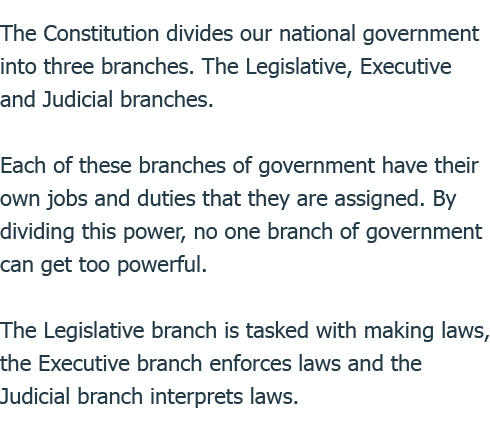 The Constitution divides our national government
into three branches. The Legislative, Executive
and Judicial branches.
Each of these branches of government have their
own jobs and duties that they are assigned. By
dividing this power, no one branch of government
can get too powerful.
The Legislative branch is tasked with making laws,
the Executive branch enforces laws and the
Judicial branch interprets laws.